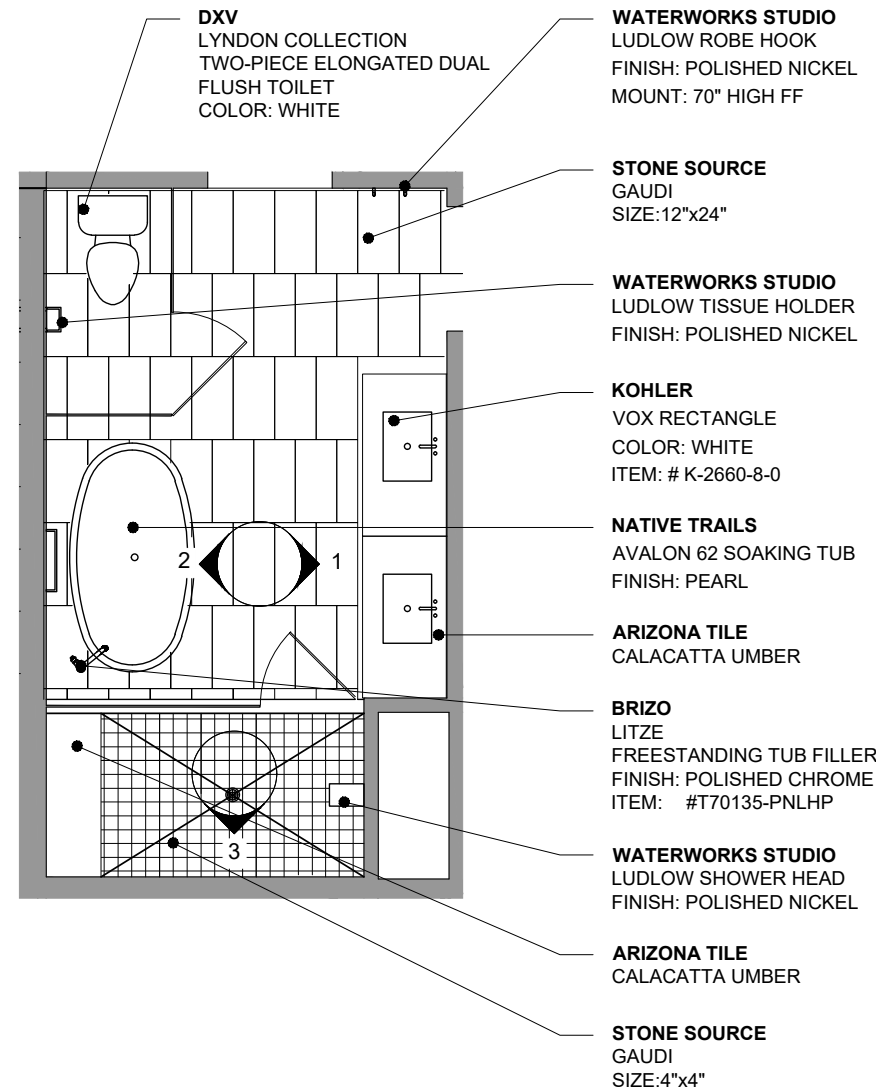 DXV
LYNDON COLLECTION
TWO-PIECE ELONGATED DUAL
FLUSH TOILET
COLOR: WHITE
WATERWORKS STUDIO
LUDLOW ROBE HOOK
FINISH: POLISHED NICKEL
MOUNT: 70" HIGH FF
STONE SOURCE
GAUDI
SIZE:12"x24"
WATERWORKS STUDIO
LUDLOW TISSUE HOLDER
FINISH: POLISHED NICKEL
KOHLER
VOX RECTANGLE
COLOR: WHITE
ITEM: # K-2660-8-0
NATIVE TRAILS
AVALON 62 SOAKING TUB
FINISH: PEARL
2 1
ARIZONA TILE
CALACATTA UMBER
BRIZO
LITZE
FREESTANDING TUB FILLER
FINISH: POLISHED CHROME
ITEM: #T70135-PNLHP
3
WATERWORKS STUDIO
LUDLOW SHOWER HEAD
FINISH: POLISHED NICKEL
ARIZONA TILE
CALACATTA UMBER
STONE SOURCE
GAUDI
SIZE:4"x4"